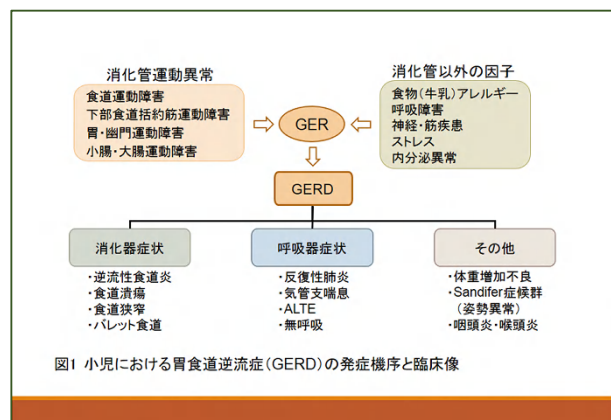 消化管運動異常
食道運動障害
下部食道括約筋運動障害
胃・幽門運動障害
小腸・大腸運動障害
GER
消化管以外の因子
食物(牛乳)アレルギー
呼吸障害
神経・筋疾患
ストレス
内分泌異常
GERD
消化器症状
・逆流性食道炎
・食道潰瘍
・食道狭窄
・バレット食道
呼吸器症状
・反復性肺炎
・気管支喘息
・ALTE
・無呼吸
その他
・体重増加不良
・Sandifer症候群
(姿勢異常)
・咽頭炎・喉頭炎
図1 小児における胃食道逆流症(GERD)の発症機序と臨床像